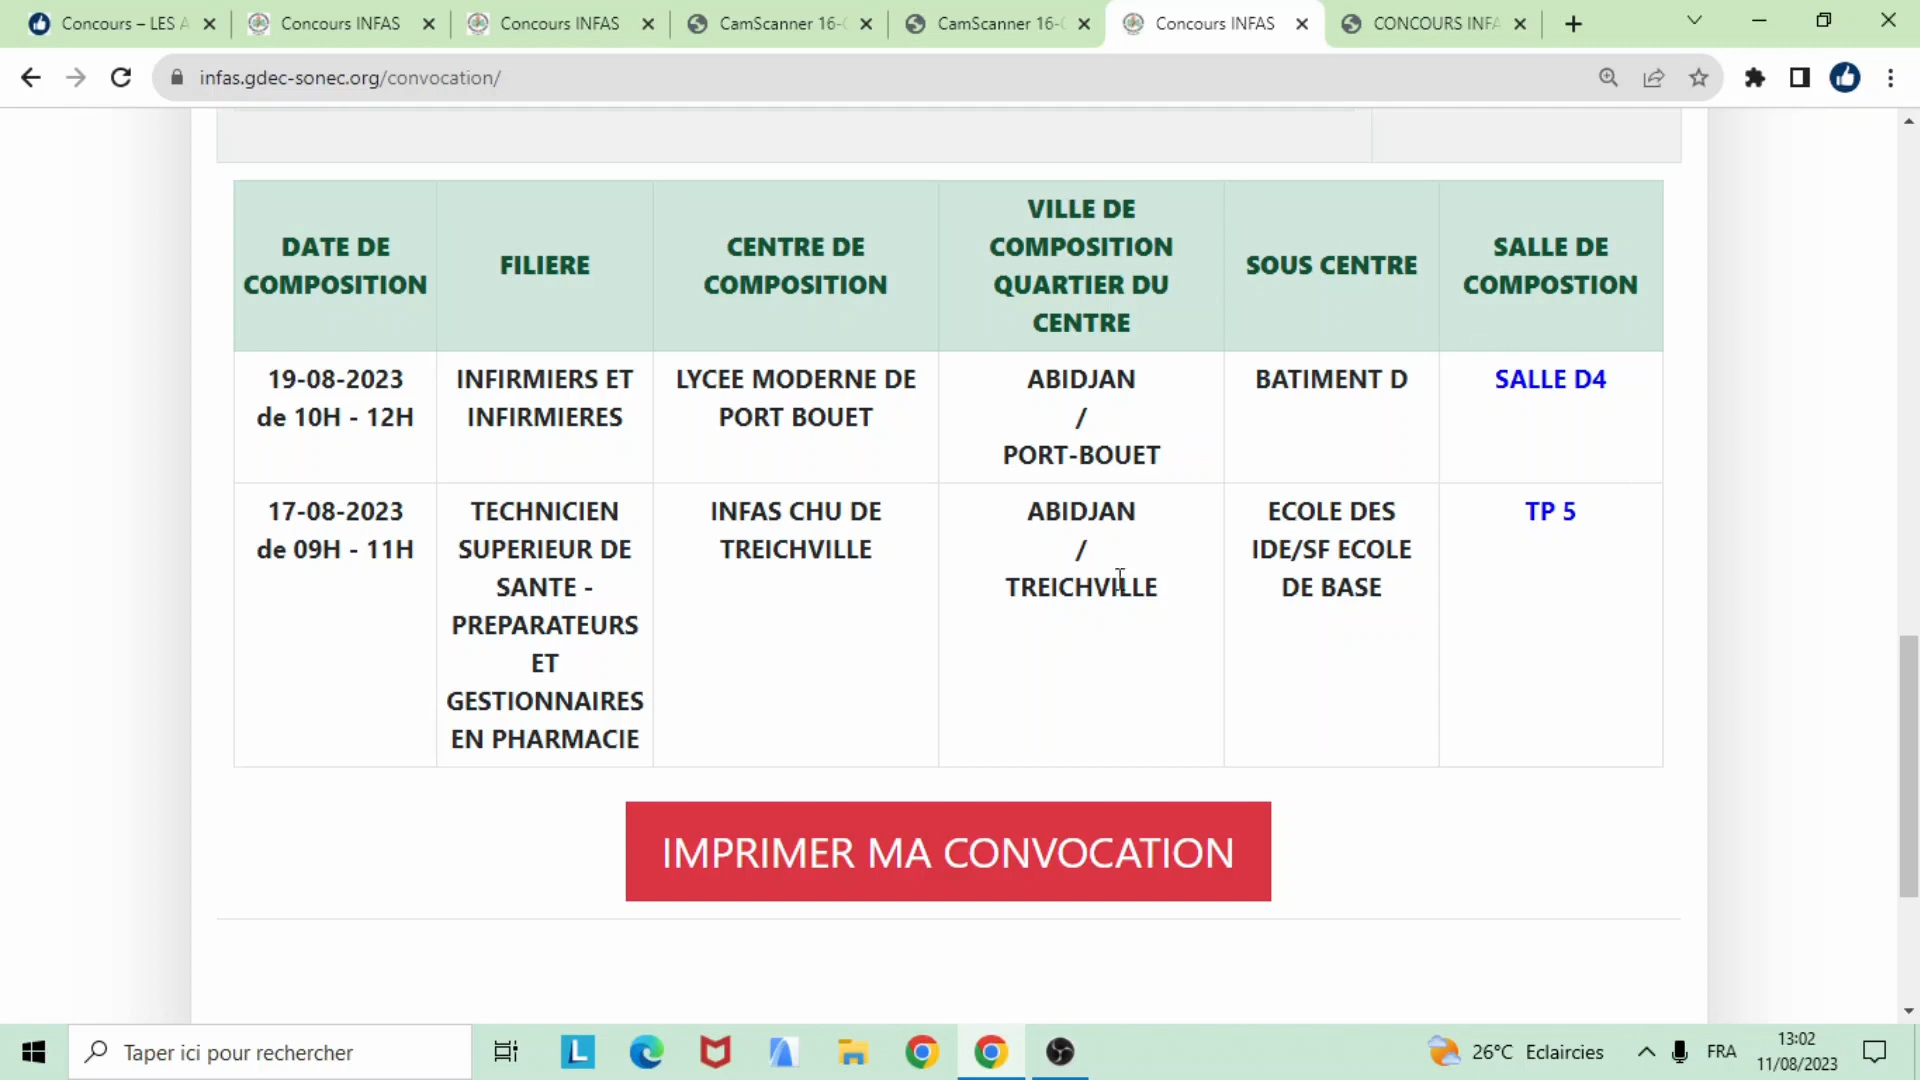 Concours – LES A
Concours INFAS
Concours INFAS
CamScanner 16-0
CamScanner 16-0
Concours INFAS
CONCOURS INFA
infas.gdec-sonec.org/convocation/
DATE DE
COMPOSITION
FILIERE
CENTRE DE
COMPOSITION
VILLE DE
COMPOSITION
QUARTIER DU
CENTRE
SOUS CENTRE
SALLE DE
COMPOSTION
19-08-2023
de 10H - 12H
INFIRMIERS ET
INFIRMIERES
LYCEE MODERNE DE
PORT BOUET
ABIDJAN
/
PORT-BOUET
BATIMENT D
SALLE D4
17-08-2023
de 09H - 11H
TECHNICIEN
SUPERIEUR DE
SANTE -
PREPARATEURS
ET
GESTIONNAIRES
EN PHARMACIE
INFAS CHU DE
TREICHVILLE
ABIDJAN
/
TREICHVILLE
ECOLE DES
IDE/SF ECOLE
DE BASE
TP 5
IMPRIMER MA CONVOCATION
Taper ici pour rechercher
L
26°C Eclaircies
FRA
13:02
11/08/2023